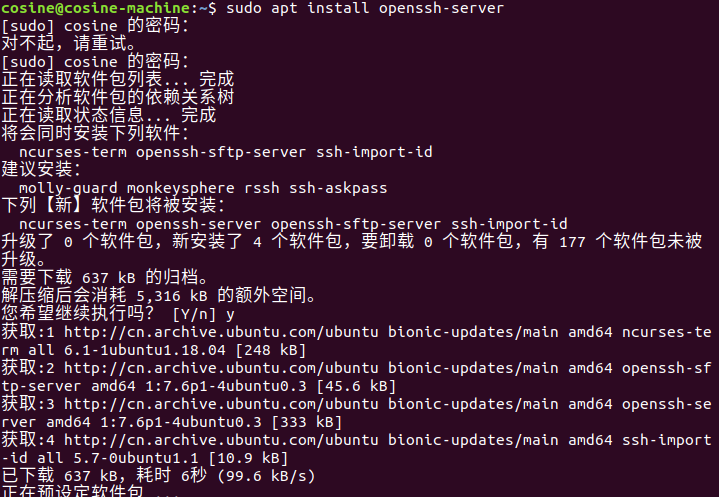 cosine@cosine-machine:~$ sudo apt install openssh-server
[sudo] cosine 的密码：
对不起，请重试。
[sudo] cosine 的密码：
正在读取软件包列表... 完成
正在分析软件包的依赖关系树
正在读取状态信息... 完成
将会同时安装下列软件：
  ncurses-term openssh-sftp-server ssh-import-id
建议安装：
  molly-guard monkeysphere rssh ssh-askpass
下列【新】软件包将被安装：
  ncurses-term openssh-server openssh-sftp-server ssh-import-id
升级了 0 个软件包，新安装了 4 个软件包，要卸载 0 个软件包，有 177 个软件包未被
升级。
需要下载 637 kB 的归档。
解压缩后会消耗 5,316 kB 的额外空间。
您希望继续执行吗？ [Y/n] y
获取:1 http://cn.archive.ubuntu.com/ubuntu bionic-updates/main amd64 ncurses-te
rm all 6.1-1ubuntu1.18.04 [248 kB]
获取:2 http://cn.archive.ubuntu.com/ubuntu bionic-updates/main amd64 openssh-sf
tp-server amd64 1:7.6p1-4ubuntu0.3 [45.6 kB]
获取:3 http://cn.archive.ubuntu.com/ubuntu bionic-updates/main amd64 openssh-se
rver amd64 1:7.6p1-4ubuntu0.3 [333 kB]
获取:4 http://cn.archive.ubuntu.com/ubuntu bionic-updates/main amd64 ssh-import
-id all 5.7-0ubuntu1.1 [10.9 kB]
已下载 637 kB，耗时 6秒 (99.6 kB/s)
正在预设定软件包 ...